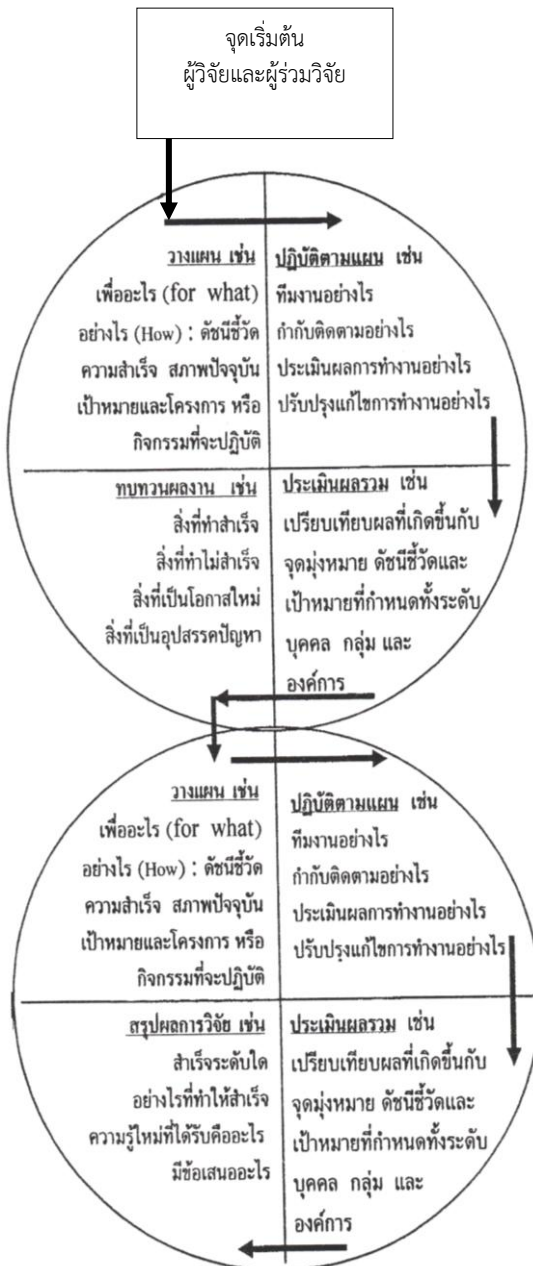 จุดเริ่มต้น
ผู้วิจัยและผู้ร่วมวิจัย
วางแผน เช่น
เพื่ออะไร (for what)
อย่างไร (How) : ดัชนีชี้วัด
ความสำเร็จ สภาพปัจจุบัน
เป้าหมายและโครงการ หรือ
กิจกรรมที่จะปฏิบัติ
ปฏิบัติตามแผน เช่น
ทีมงานอย่างไร
กำกับติดตามอย่างไร
ประเมินผลการทำงานอย่างไร
ปรับปรุงแก้ไขการทำงานอย่างไร
ทบทวนผลงาน เช่น
สิ่งที่ทำสำเร็จ
สิ่งที่ทำไม่สำเร็จ
สิ่งที่เป็นโอกาสใหม่
สิ่งที่เป็นอุปสรรคปัญหา
ประเมินผลรวม เช่น
เปรียบเทียบผลที่เกิดขึ้นกับ
จุดมุ่งหมาย ดัชนีชี้วัดและ
เป้าหมายที่กำหนดทั้งระดับ
บุคคล กลุ่ม และ
องค์การ
วางแผน เช่น
เพื่ออะไร (for what)
อย่างไร (How) : ดัชนีชี้วัด
ความสำเร็จ สภาพปัจจุบัน
เป้าหมายและโครงการ หรือ
กิจกรรมที่จะปฏิบัติ
ปฏิบัติตามแผน เช่น
ทีมงานอย่างไร
กำกับติดตามอย่างไร
ประเมินผลการทำงานอย่างไร
ปรับปรุงแก้ไขการทำงานอย่างไร
สรุปผลการวิจัย เช่น
สำเร็จระดับใด
อย่างไรที่ทำให้สำเร็จ
ความรู้ใหม่ที่ได้รับคืออะไร
มีข้อเสนออะไร
ประเมินผลรวม เช่น
เปรียบเทียบผลที่เกิดขึ้นกับ
จุดมุ่งหมาย ดัชนีชี้วัดและ
เป้าหมายที่กำหนดทั้งระดับ
บุคคล กลุ่ม และ
องค์การ